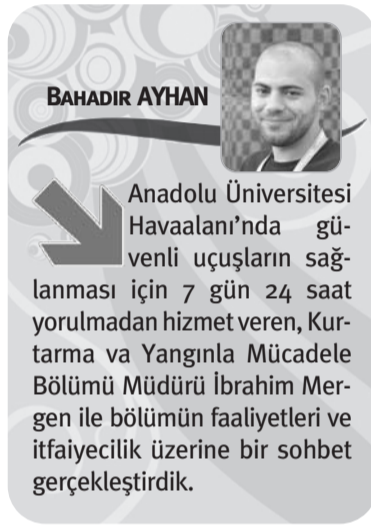 BAHADIR AYHAN
Anadolu Üniversitesi
Havaalanı’nda gü-
venli uçuşların sağ-
lanması için 7 gün 24 saat
yorulmadan hizmet veren, Kur-
tarma va Yangınla Mücadele
Bölümü Müdürü İbrahim Mer-
gen ile bölümün faaliyetleri ve
itfaiyecilik üzerine bir sohbet
gerçekleştirdik.